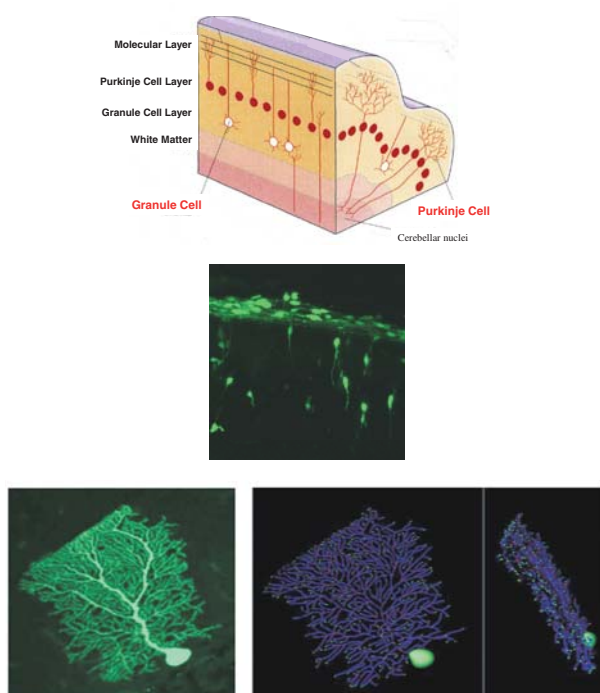 Molecular Layer
Purkinje Cell Layer
Granule Cell Layer
White Matter
Granule Cell
Purkinje Cell
Cerebellar nuclei